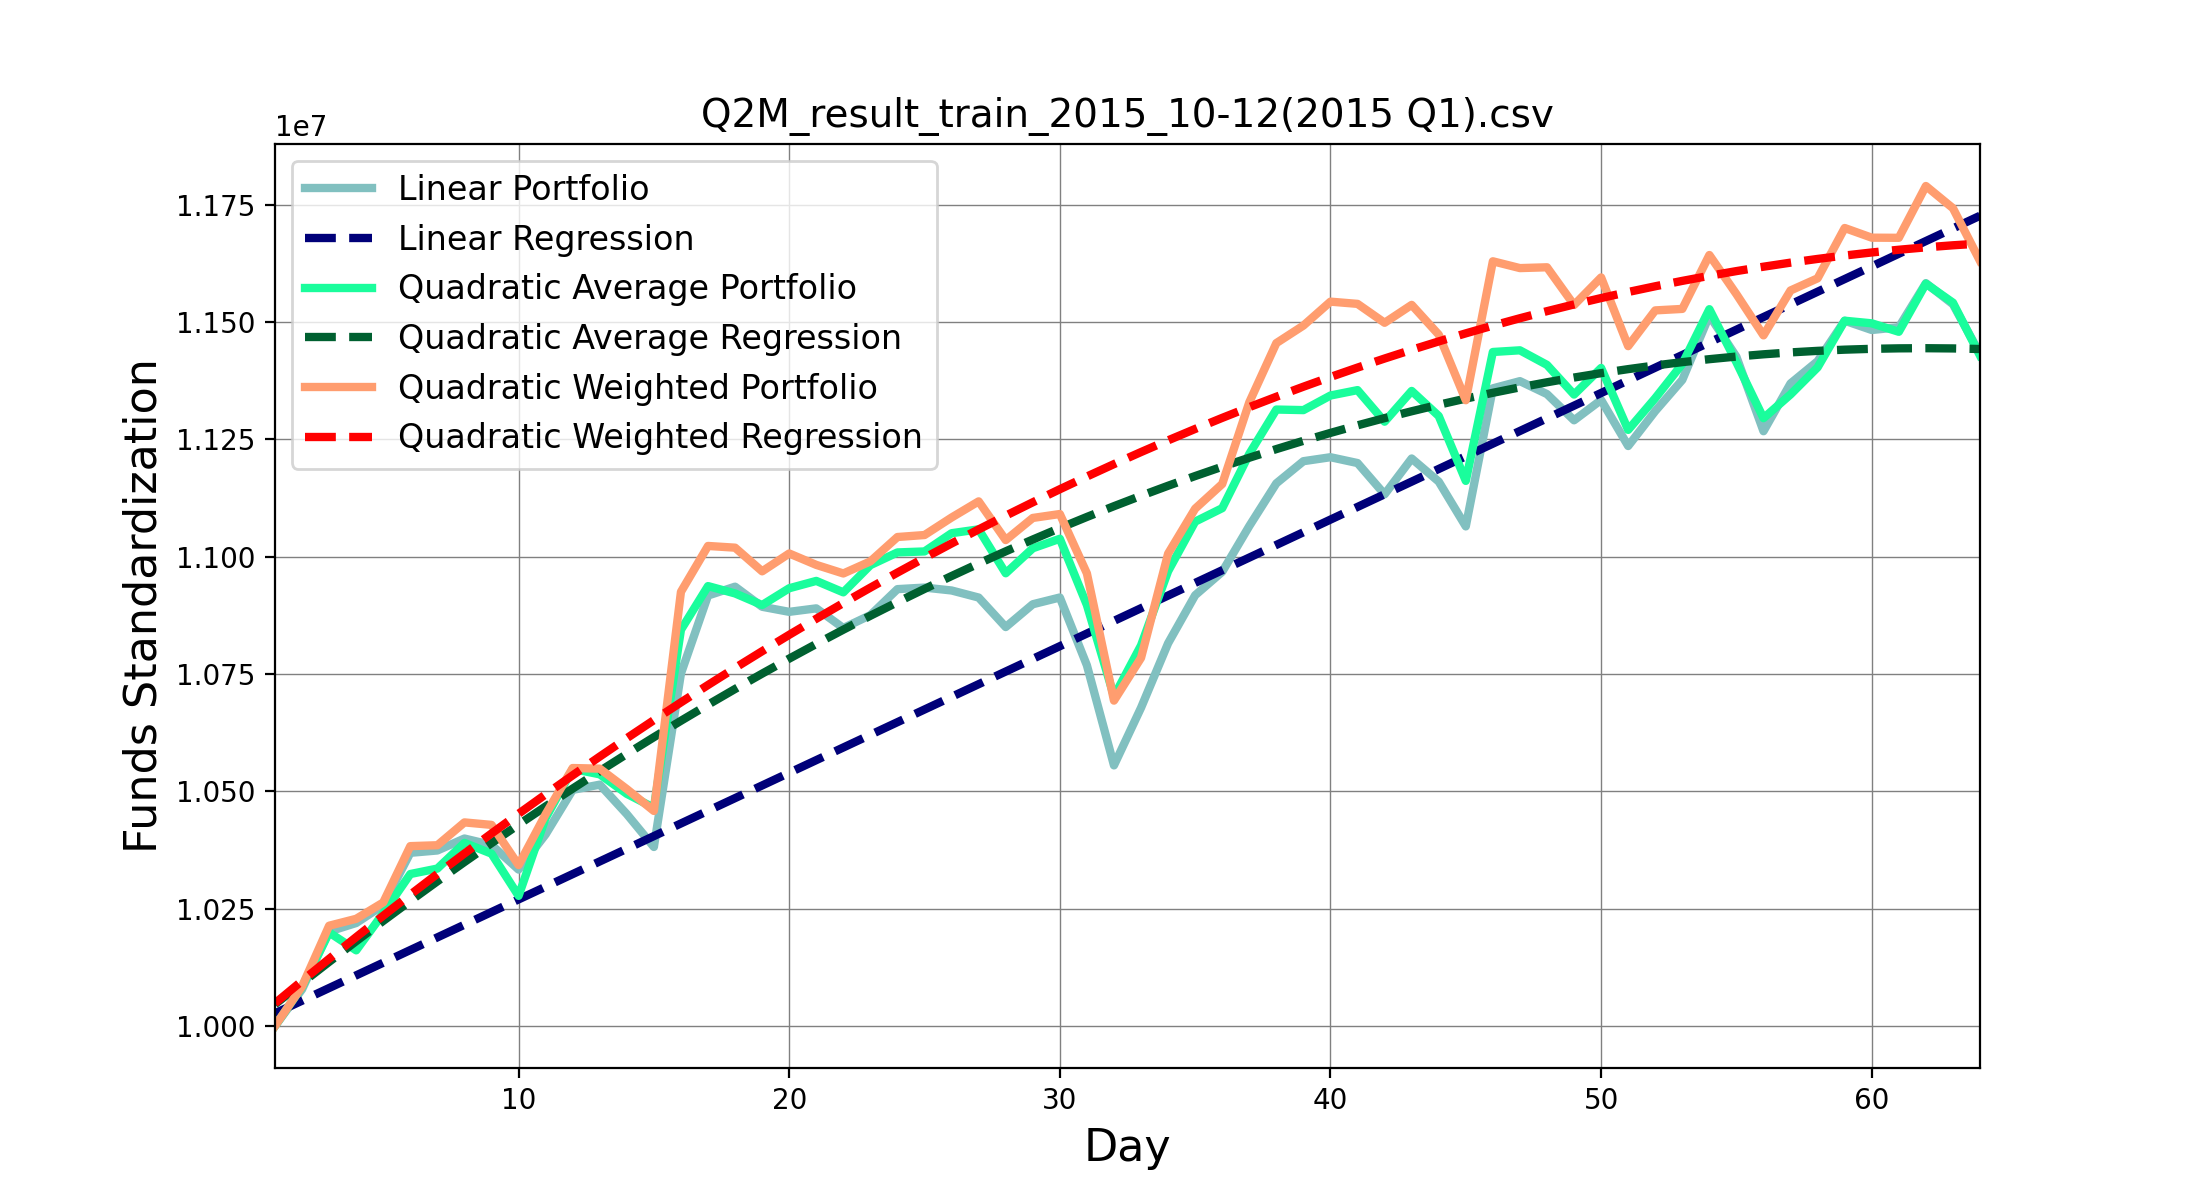 Q2M_result_train_2015_10-12(2015 Q1).csv
1e7
Linear Portfolio
Linear Regression
Quadratic Average Portfolio
Quadratic Average Regression
Quadratic Weighted Portfolio
Quadratic Weighted Regression
1.175
1.150
1.125
1.100
1.075
1.050
1.025
1.000
Funds Standardization
10 20 30 40 50 60
Day